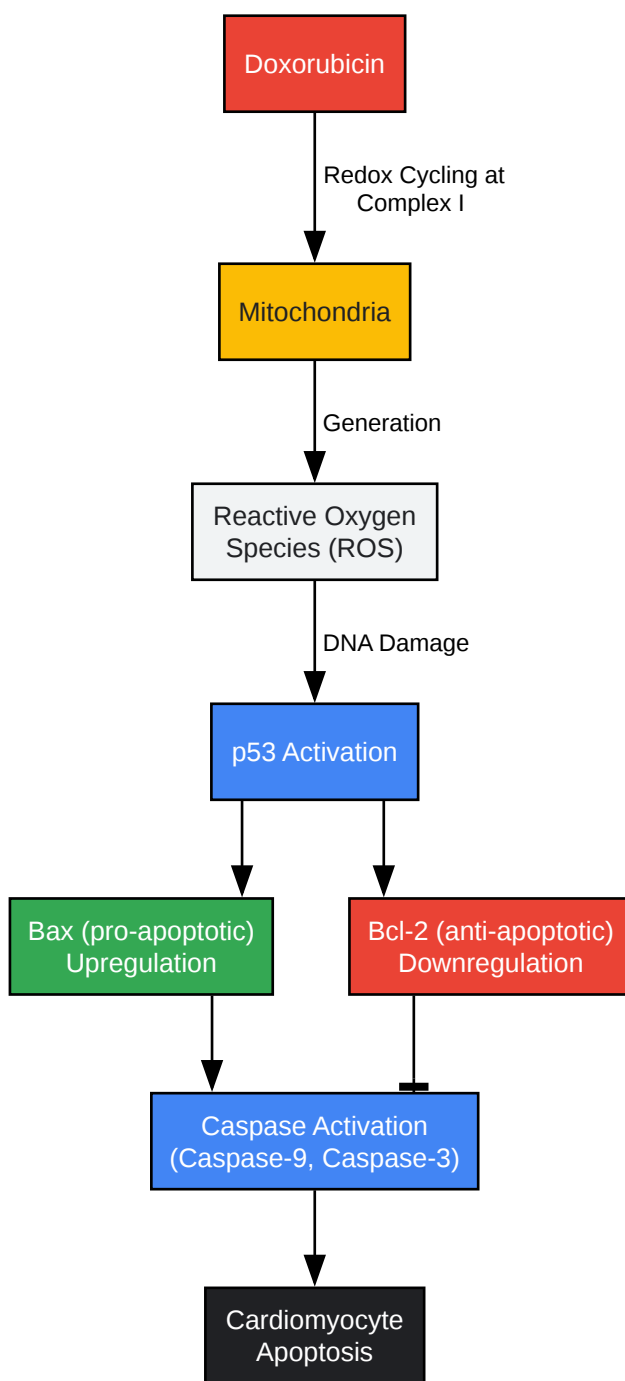 Doxorubicin
Redox Cycling at
Complex I
Mitochondria
Generation
Reactive Oxygen
Species (ROS)
DNA Damage
p53 Activation
Bax (pro-apoptotic)
Upregulation
Bcl-2 (anti-apoptotic)
Downregulation
Caspase Activation
(Caspase-9, Caspase-3)
Cardiomyocyte
Apoptosis